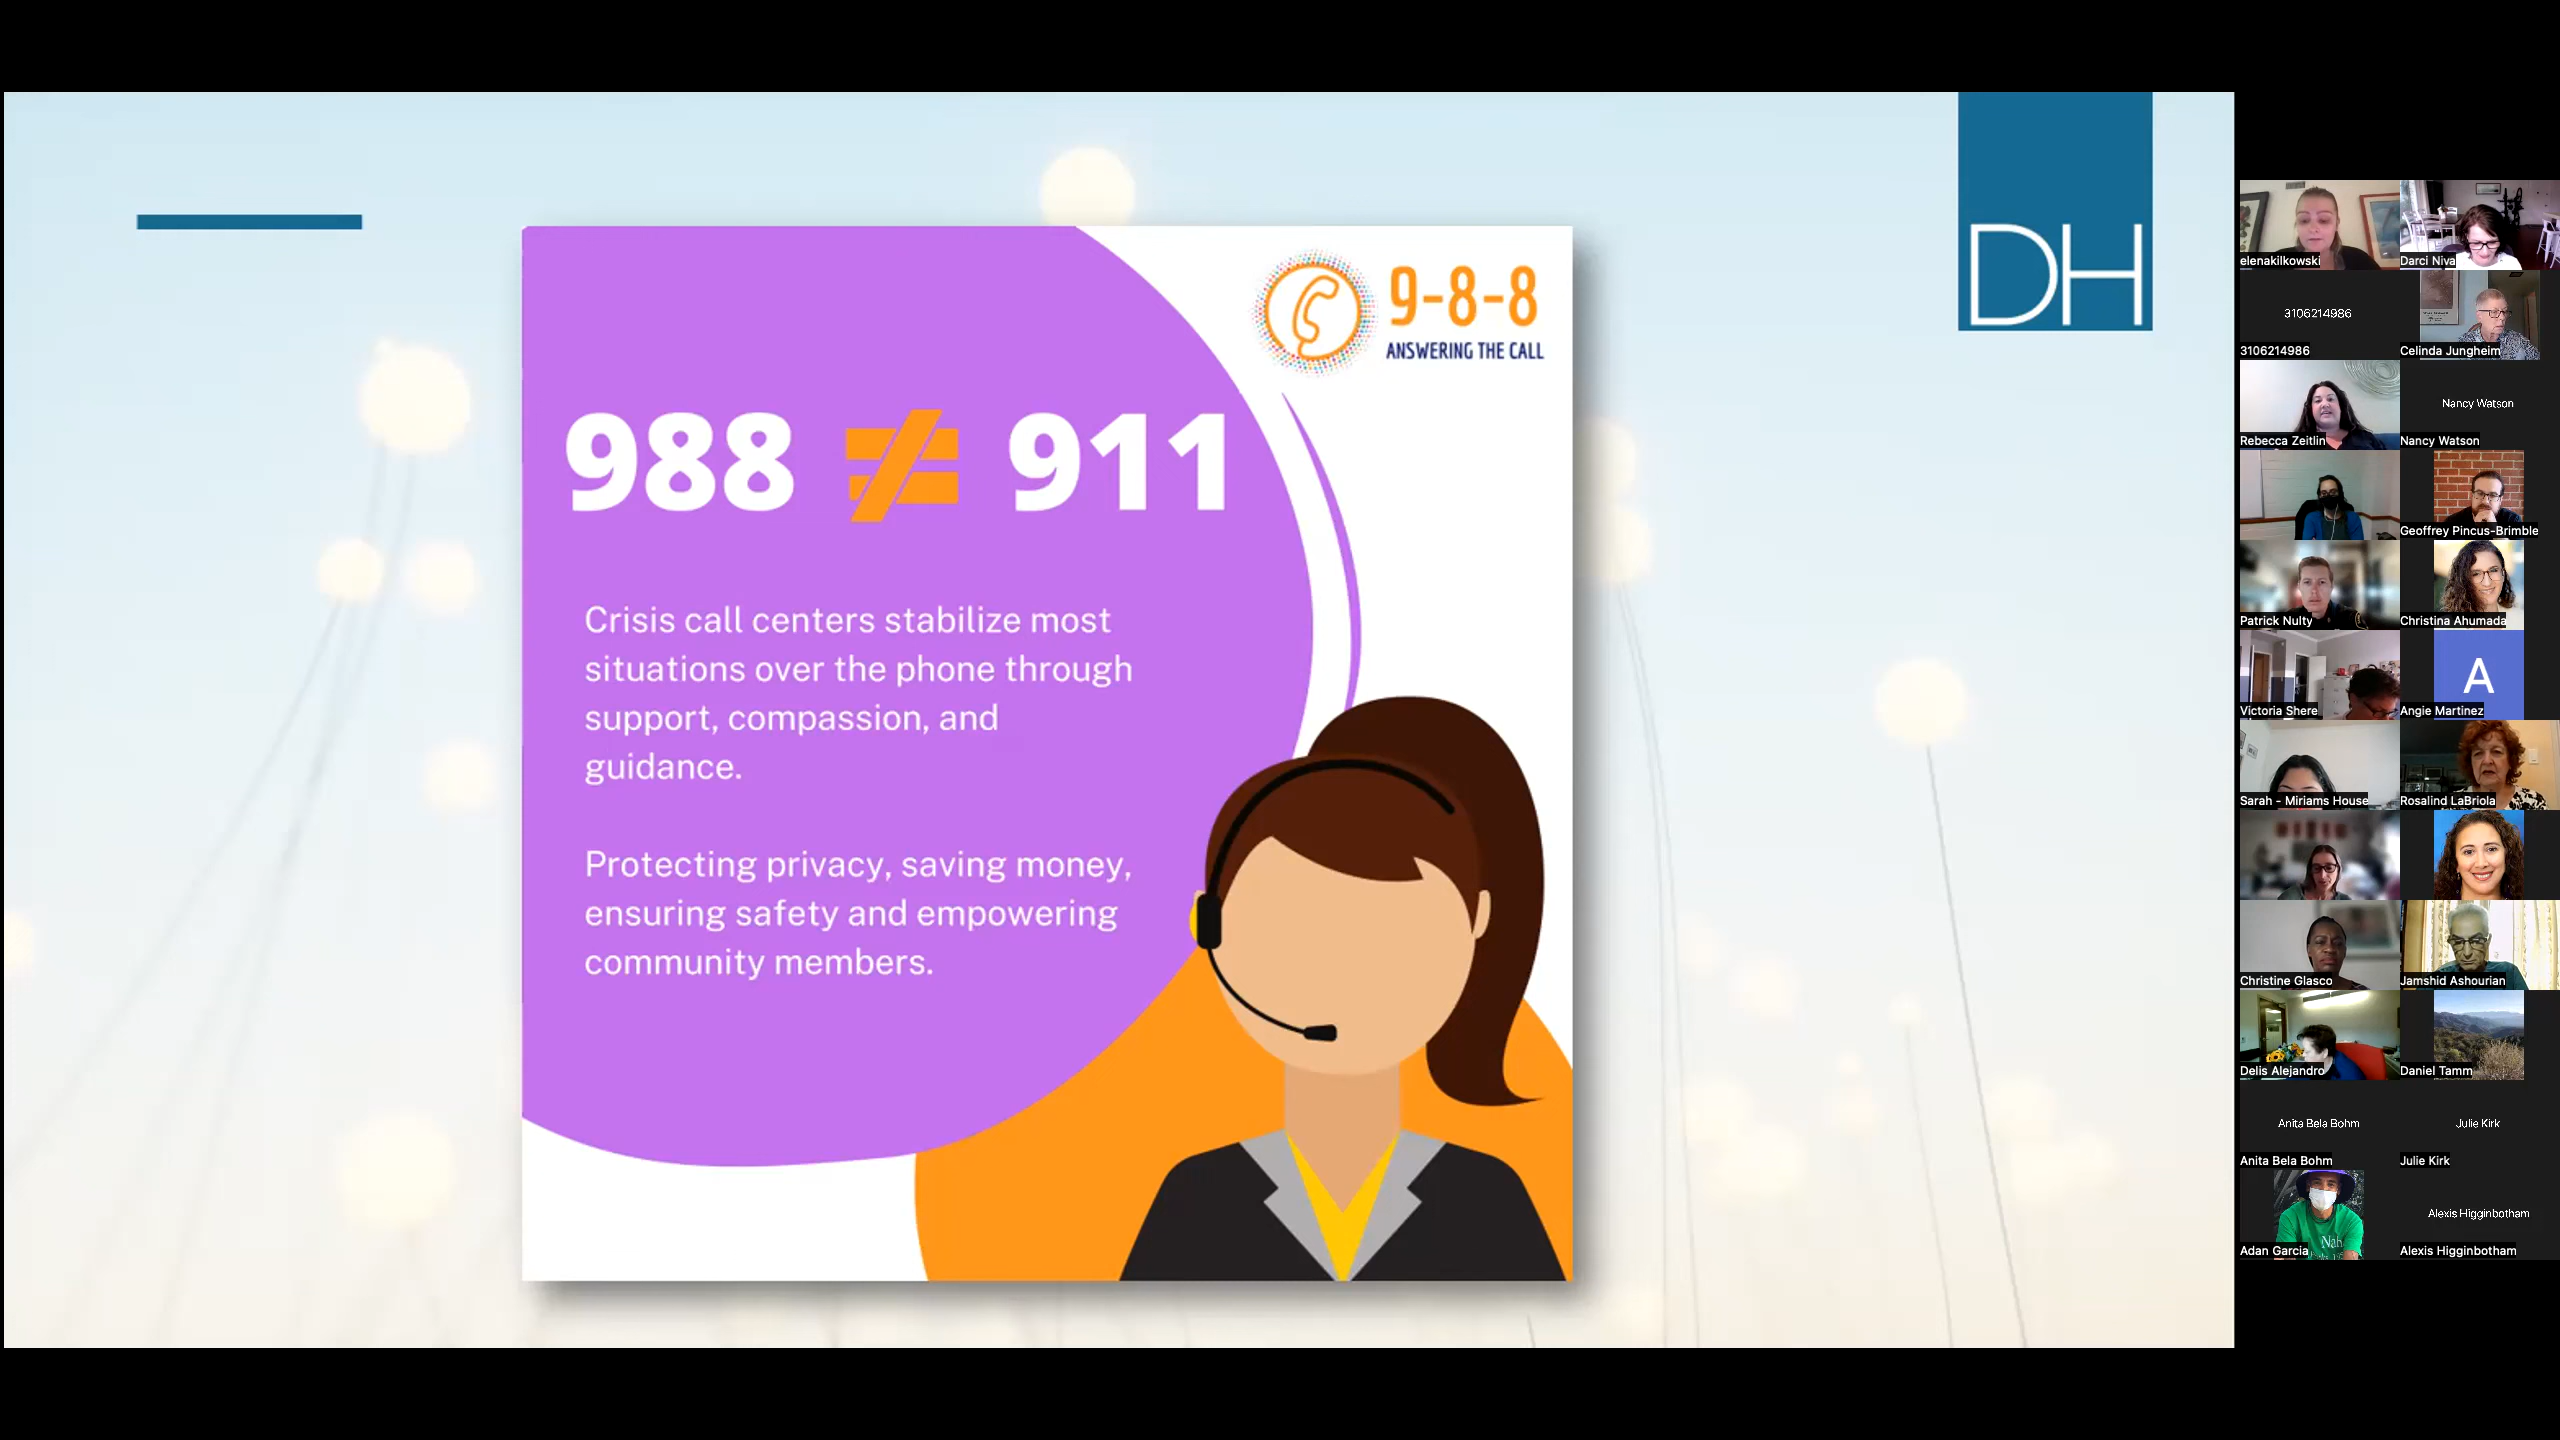 DH
9-8-8
ANSWERING THE CALL
988 ≠ 911
Crisis call centers stabilize most
situations over the phone through
support, compassion, and
guidance.
Protecting privacy, saving money,
ensuring safety and empowering
community members.
elenakilkowski
Darci Niva
3106214986
3106214986
Celinda Jungheim
Rebecca Zeitlin
Nancy Watson
Nancy Watson
Geoffrey Pincus-Brimble
Patrick Nulty
Christina Ahumada
Victoria Shere
A
Angie Martinez
Sarah - Miriams House
Rosalind LaBriola
Christine Glasco
Jamshid Ashourian
Delis Alejandro
Daniel Tamm
Anita Bela Bohm
Anita Bela Bohm
Julie Kirk
Julie Kirk
Nah
Adan Garcia
Alexis Higginbotham
Alexis Higginbotham